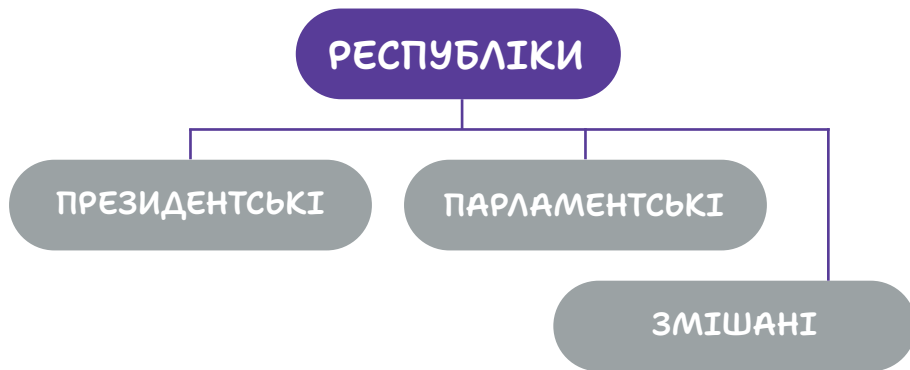 РЕСПУБЛІКИ
ПРЕЗИДЕНТСЬКІ
ПАРЛАМЕНТСЬКІ
ЗМІШАНІ